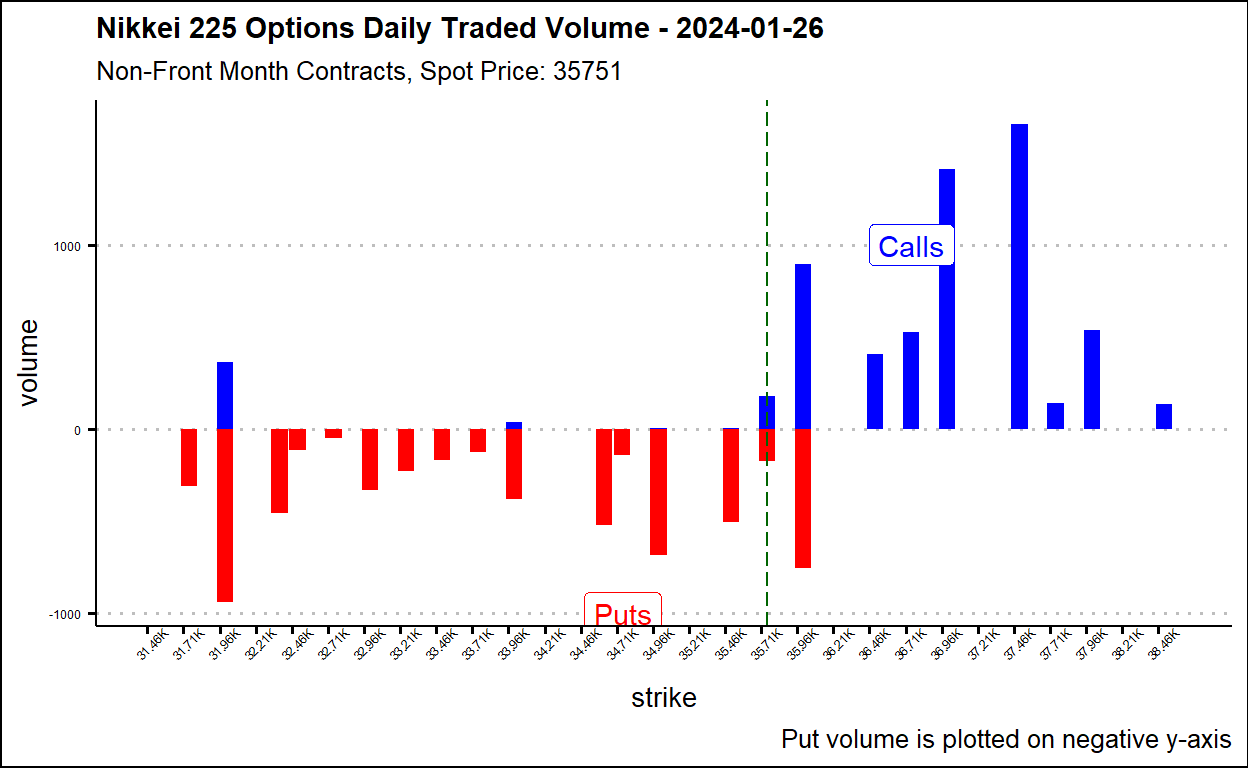 Nikkei 225 Options Daily Traded Volume - 2024-01-26
Non-Front Month Contracts, Spot Price: 35751
1000
0
-1000
volume
Calls
Puts
31.46K
31.71K
31.96K
32.21K
32.46K
32.71K
32.96K
33.21K
33.46K
33.71K
33.96K
34.21K
34.46K
34.71K
34.96K
35.21K
35.46K
35.71K
35.96K
36.21K
36.46K
36.71K
36.96K
37.21K
37.46K
37.71K
37.96K
38.21K
38.46K
strike
Put volume is plotted on negative y-axis